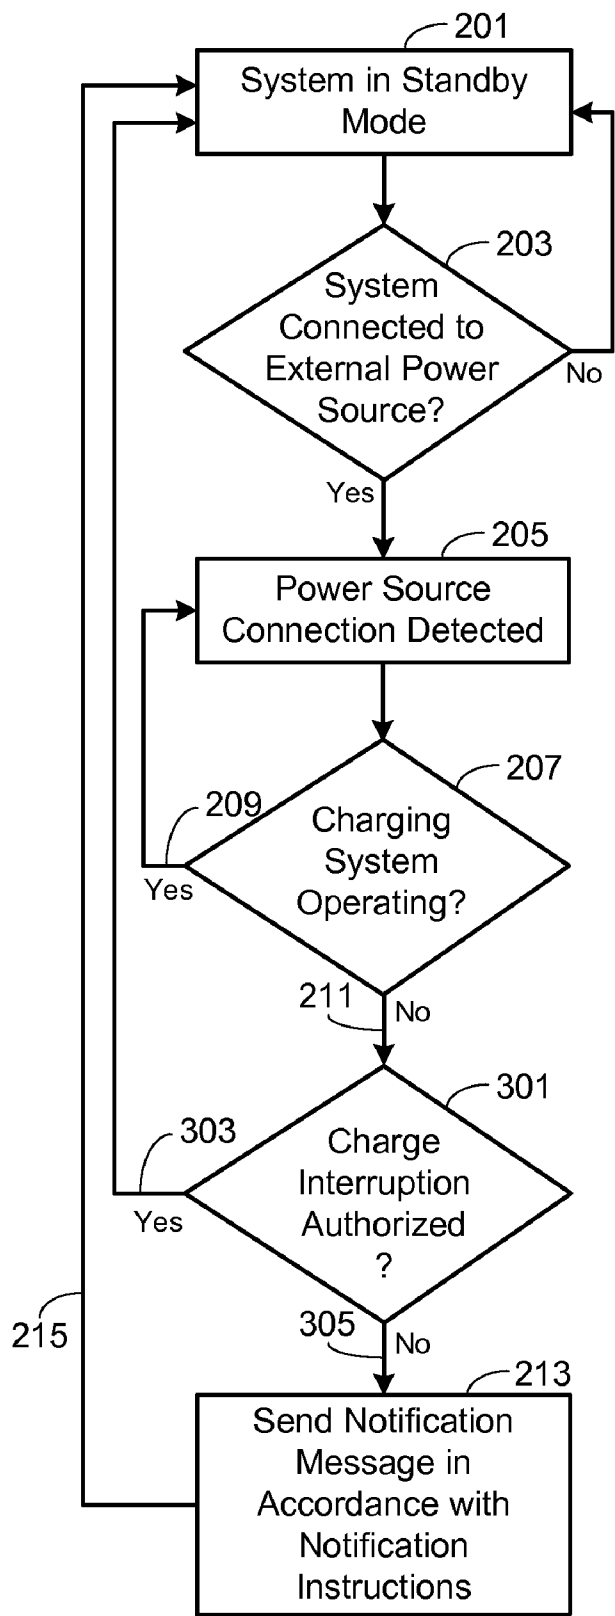 201
System in Standby
Mode
203
System
Connected to
External Power
Source?
No
Yes
205
Power Source
Connection Detected
207
209
Charging
System
Operating?
Yes
211
No
301
303
Charge
Interruption
Authorized
?
Yes
215
305
No
213
Send Notification
Message in
Accordance with
Notification
Instructions